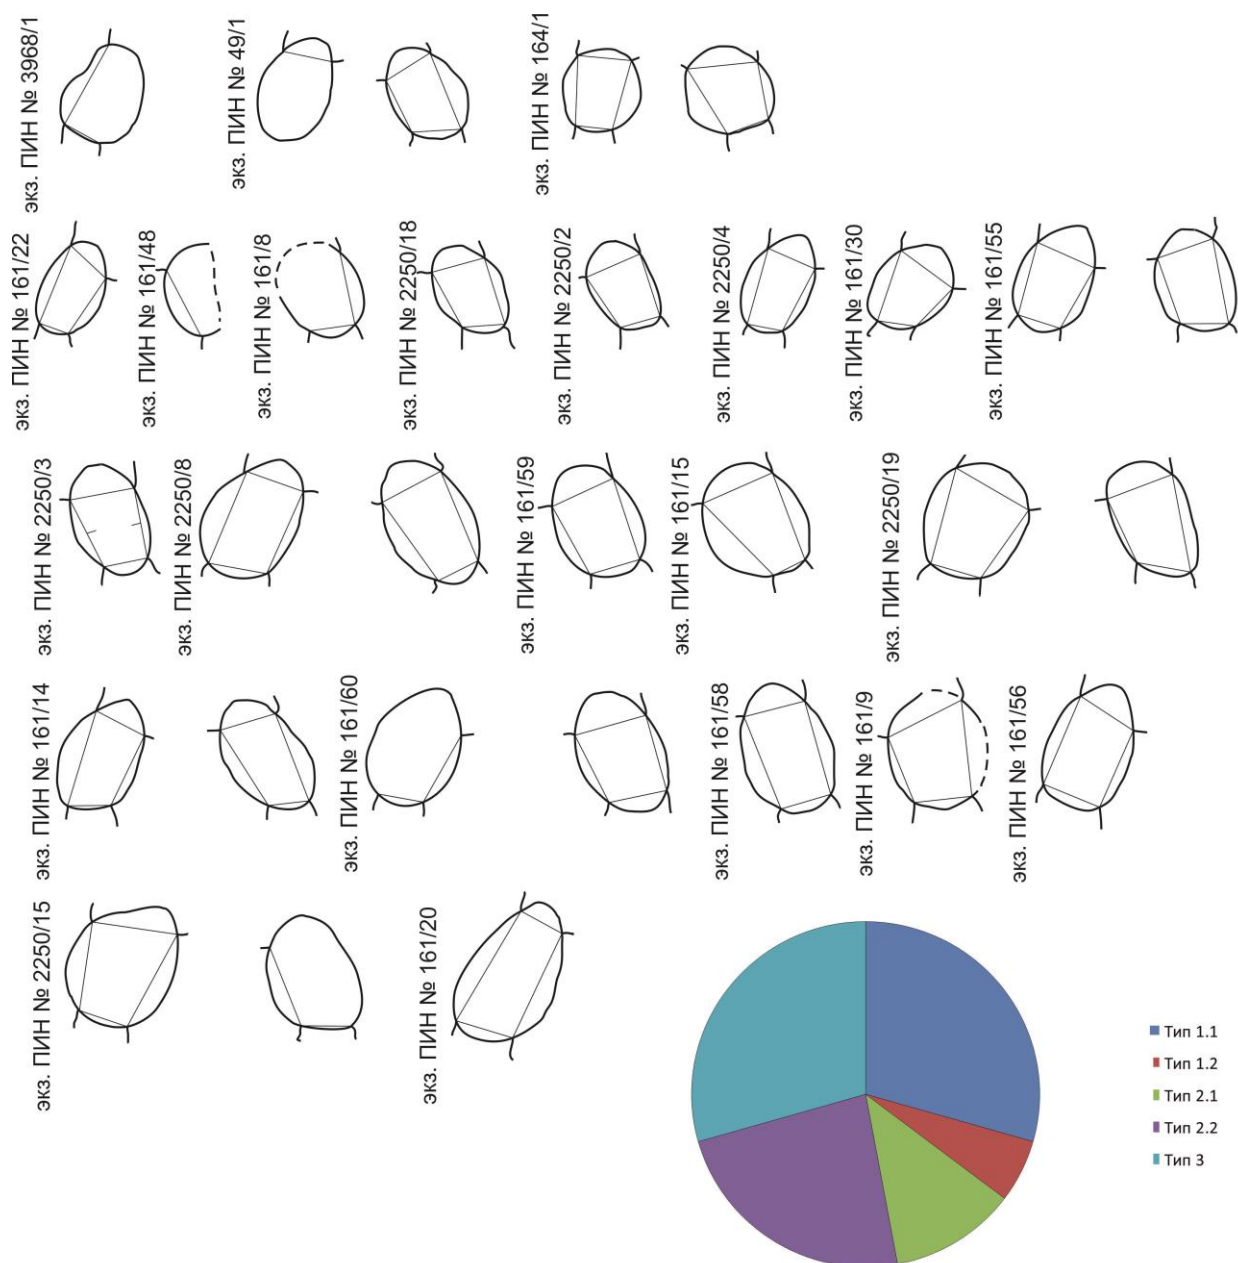 экз. ПИН № 3968/1
экз. ПИН № 49/1
экз. ПИН № 164/1
экз. ПИН № 161/22
экз. ПИН № 161/48
экз. ПИН № 161/8
экз. ПИН № 2250/18
экз. ПИН № 2250/2
экз. ПИН № 2250/4
экз. ПИН № 161/30
экз. ПИН № 161/55
экз. ПИН № 2250/3
экз. ПИН № 2250/8
экз. ПИН № 161/59
экз. ПИН № 161/15
экз. ПИН № 2250/19
экз. ПИН № 161/14
экз. ПИН № 161/60
экз. ПИН № 161/58
экз. ПИН № 161/9
экз. ПИН № 161/56
экз. ПИН № 2250/15
экз. ПИН № 161/20
Тип 1.1
Тип 1.2
Тип 2.1
Тип 2.2
Тип 3